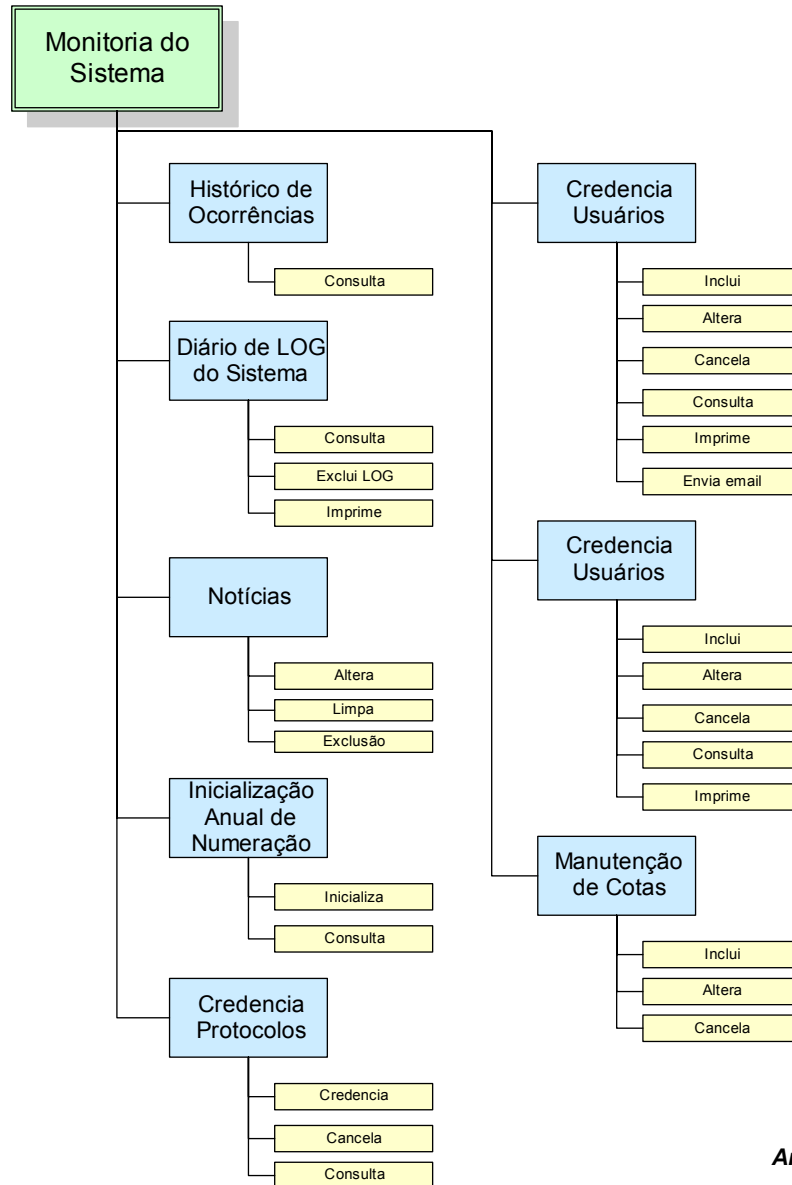 Monitoria do
Sistema
Histórico de
Ocorrências
Consulta
Diário de LOG
do Sistema
Consulta
Exclui LOG
Imprime
Notícias
Altera
Limpa
Exclusão
Inicialização
Anual de
Numeração
Inicializa
Consulta
Credencia
Protocolos
Credencia
Cancela
Consulta
Credencia
Usuários
Inclui
Altera
Cancela
Consulta
Imprime
Envia email
Credencia
Usuários
Inclui
Altera
Cancela
Consulta
Imprime
Manutenção
de Cotas
Inclui
Altera
Cancela